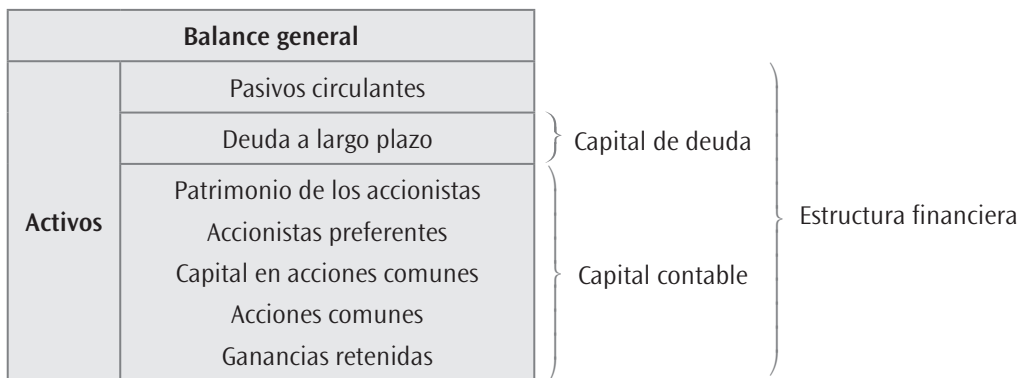 Balance general
Activos
Pasivos circulantes
Deuda a largo plazo
Patrimonio de los accionistas
Accionistas preferentes
Capital en acciones comunes
Acciones comunes
Ganancias retenidas
Capital de deuda
Capital contable
Estructura financiera